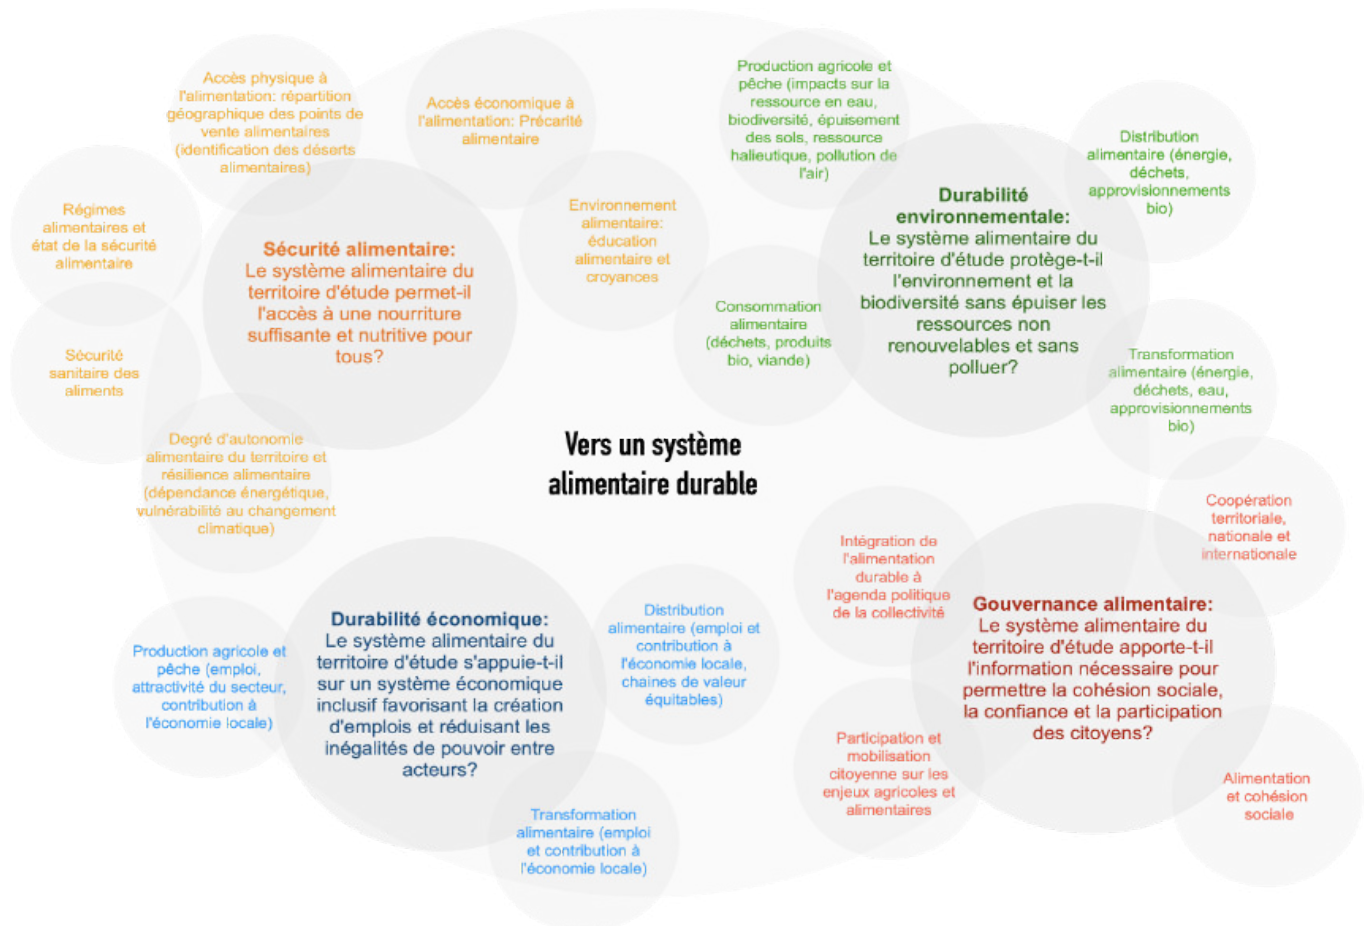 Accès physique à
l'alimentation: répartition
géographique des points de
vente alimentaires
(identification des déserts
alimentaires)
Accès économique à
l'alimentation: Précarité
alimentaire
Régimes
alimentaires et
état de la sécurité
alimentaire
Environnement
alimentaire:
éducation
alimentaire et
croyances
Sécurité alimentaire:
Le système alimentaire du
territoire d'étude permet-il
l'accès à une nourriture
suffisante et nutritive pour
tous?
Sécurité
sanitaire des
aliments
Degré d'autonomie
alimentaire du territoire et
résilience alimentaire
(dépendance énergétique,
vulnérabilité au changement
climatique)
Production agricole et
pêche (impacts sur la
ressource en eau,
biodiversité, épuisement
des sols, ressource
halieutique, pollution de
l'air)
Distribution
alimentaire (énergie,
déchets,
approvisionnements
bio)
Durabilité
environnementale:
Le système alimentaire du
territoire d'étude protège-t-il
l'environnement et la
biodiversité sans épuiser les
ressources non
renouvelables et sans
polluer?
Consommation
alimentaire
(déchets, produits
bio, viande)
Transformation
alimentaire (énergie,
déchets, eau,
approvisionnements
bio)
Vers un système
alimentaire durable
Durabilité économique:
Le système alimentaire du
territoire d'étude s'appuie-t-il
sur un système économique
inclusif favorisant la création
d'emplois et réduisant les
inégalités de pouvoir entre
acteurs?
Production agricole et
pêche (emploi,
attractivité du secteur,
contribution à
l'économie locale)
Distribution
alimentaire (emploi et
contribution à
l'économie locale,
chaines de valeur
équitables)
Transformation
alimentaire (emploi
et contribution à
l'économie locale)
Intégration de
l'alimentation
durable à
l'agenda politique
de la collectivité
Coopération
territoriale,
nationale et
internationale
Gouvernance alimentaire:
Le système alimentaire du
territoire d'étude apporte-t-il
l'information nécessaire pour
permettre la cohésion sociale,
la confiance et la participation
des citoyens?
Participation et
mobilisation
citoyenne sur les
enjeux agricoles et
alimentaires
Alimentation
et cohésion
sociale